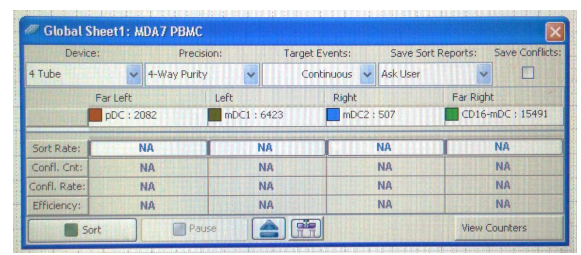 Global Sheet1: MDA7 PBMC
Device: Precision: Target Events: Save Sort Reports: Save Conflicts:
4 Tube 4-Way Purity Continuous Ask User
Far Left Left Right Far Right
pDC : 2082 mDC1 : 6423 mDC2 : 507 CD16-mDC : 15491
Sort Rate: NA NA NA NA
Confl. Cnt: NA NA NA NA
Confl. Rate: NA NA NA NA
Efficiency: NA NA NA NA
Sort Pause View Counters